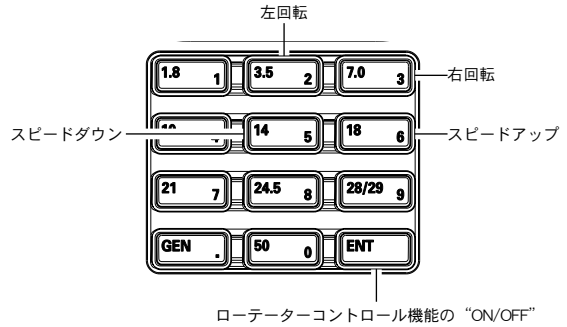 左回転
1.8 1 3.5 2 7.0 3 右回転
スピードダウン 14 5 18 6 スピードアップ
21 7 24.5 8 28/29 9
GEN . 50 0 ENT
ローテーターコントロール機能の “ON/OFF”